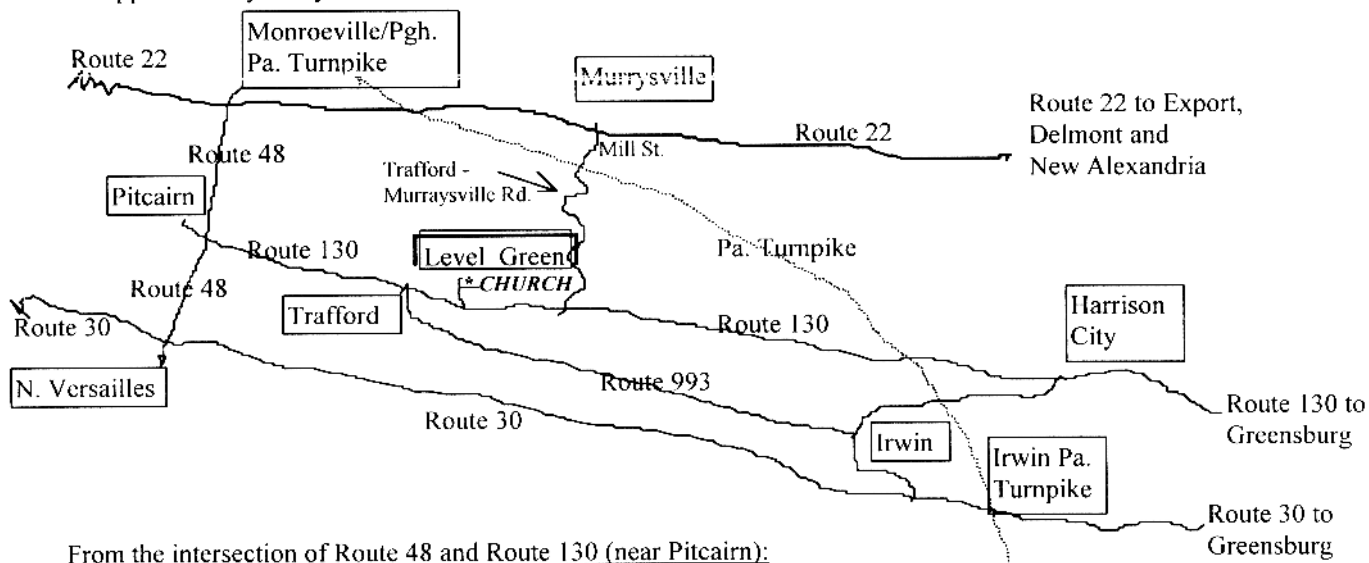 Monroeville/Pgh.
Pa. Turnpike
Route 22
Murrysville
Route 22 to Export,
Delmont and
New Alexandria
Route 22
Mill St.
Route 48
Trafford -
Murraysville Rd.
Pitcairn
Pa. Turnpike
Route 130
Level Green
* CHURCH
Route 48
Trafford
Route 30
Route 130
Harrison
City
N. Versailles
Route 993
Route 30
Route 130 to
Greensburg
Irwin
Irwin Pa.
Turnpike
Route 30 to
Greensburg
From the intersection of Route 48 and Route 130 (near Pitcairn):